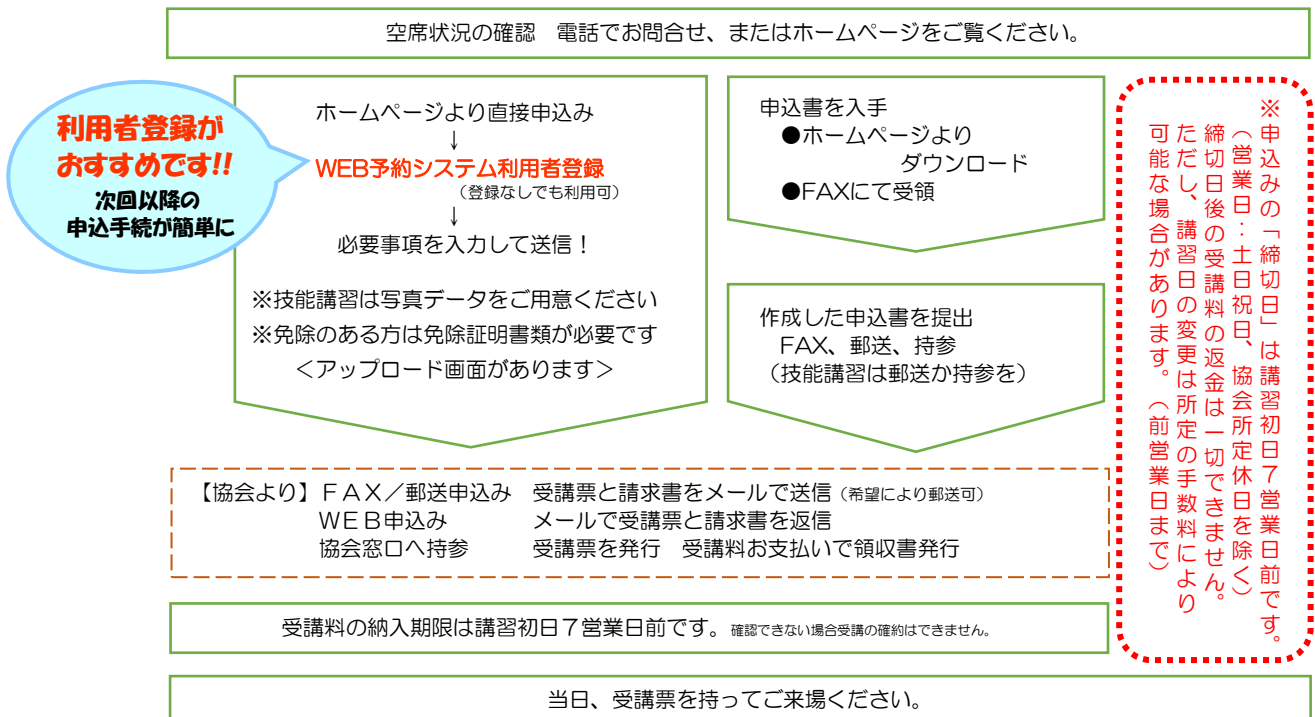 空席状況の確認　電話でお問合せ、またはホームページをご覧ください。
利用者登録が
おすすめです!!
次回以降の
申込手続が簡単に
ホームページより直接申込み
↓
WEB予約システム利用者登録
（登録なしでも利用可）
↓
必要事項を入力して送信！
※技能講習は写真データをご用意ください
※免除のある方は免除証明書類が必要です
＜アップロード画面があります＞
申込書を入手
●ホームページより
ダウンロード
●FAXにて受領
作成した申込書を提出
FAX、郵送、持参
（技能講習は郵送か持参を）
※申込みの「締切日」は講習初日７営業日前です。
（営業日：土日祝日、協会所定休日を除く）
締切日後の受講料の返金は一切できません。
ただし、講習日の変更は所定の手数料により
可能な場合があります。（前営業日まで）
【協会より】ＦＡＸ／郵送申込み　受講票と請求書をメールで送信（希望により郵送可）
ＷＥＢ申込み　メールで受講票と請求書を返信
協会窓口へ持参　受講票を発行　受講料お支払いで領収書発行
受講料の納入期限は講習初日７営業日前です。確認できない場合受講の確約はできません。
当日、受講票を持ってご来場ください。